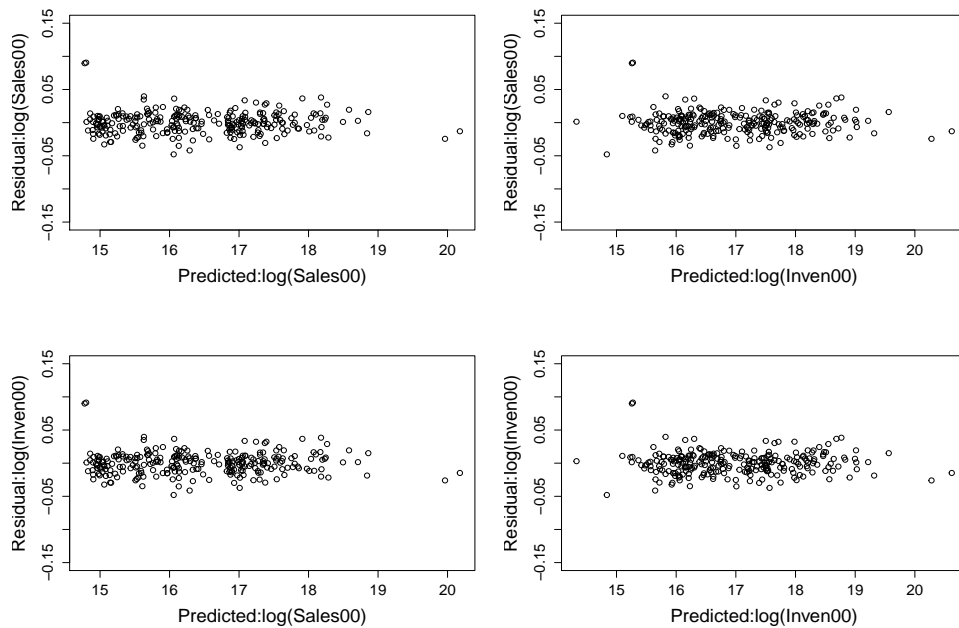 Residual:log(Sales00)
0.15
0.05
−0.05
−0.15
15 16 17 18 19 20
Predicted:log(Sales00)
Residual:log(Sales00)
0.15
0.05
−0.05
−0.15
15 16 17 18 19 20
Predicted:log(Inven00)
Residual:log(Inven00)
0.15
0.05
−0.05
−0.15
15 16 17 18 19 20
Predicted:log(Sales00)
Residual:log(Inven00)
0.15
0.05
−0.05
−0.15
15 16 17 18 19 20
Predicted:log(Inven00)